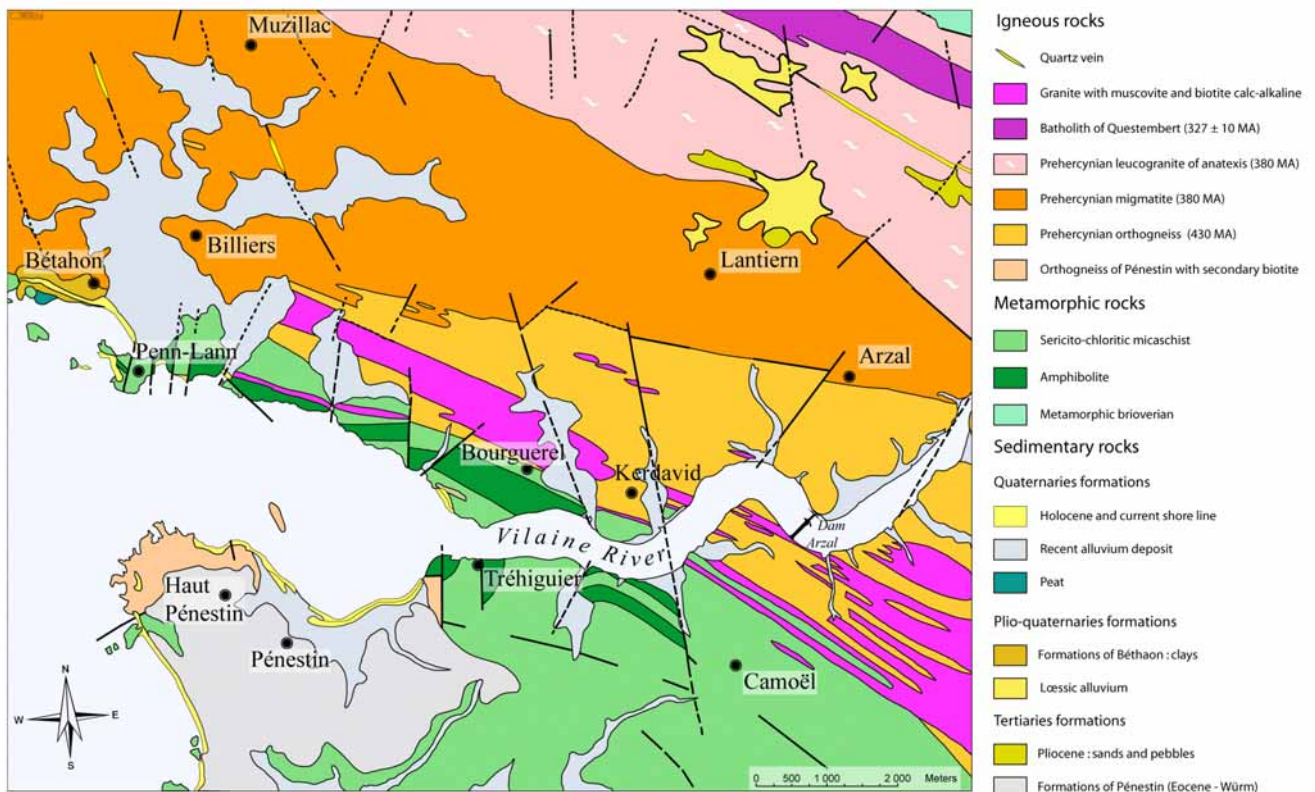 Muzillac
Billiers
Bétahon
Lantiern
Penn-Lann
Arzal
Bourguerel
Kerdavid
Dam
Arzal
Vilaine River
Tréhiguier
Haut
Pénestin
Pénestin
Camoël
N
W
E
S
0 500 1 000 2 000 Meters
Igneous rocks
Quartz vein
Granite with muscovite and biotite calc-alkaline
Batholith of Questembert (327 ± 10 MA)
Prehercynian leucogranite of anatexis (380 MA)
Prehercynian migmatite (380 MA)
Prehercynian orthogneiss (430 MA)
Orthogneiss of Pénestin with secondary biotite
Metamorphic rocks
Sericito-chloritic micaschist
Amphibolite
Metamorphic brioverian
Sedimentary rocks
Quaternaries formations
Holocene and current shore line
Recent alluvium deposit
Peat
Plio-quaternaries formations
Formations of Béthaon : clays
Lœssic alluvium
Tertiaries formations
Pliocene : sands and pebbles
Formations of Pénestin (Eocene - Würm)